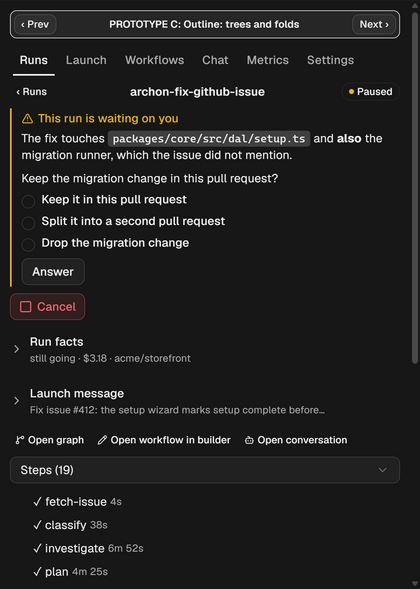 ‹ Prev
PROTOTYPE C: Outline: trees and folds
Next ›
Runs Launch Workflows Chat Metrics Settings
‹ Runs
archon-fix-github-issue
Paused
This run is waiting on you
The fix touches packages/core/src/dal/setup.ts and also the
migration runner, which the issue did not mention.
Keep the migration change in this pull request?
Keep it in this pull request
Split it into a second pull request
Drop the migration change
Answer
Cancel
Run facts
still going · $3.18 · acme/storefront
Launch message
Fix issue #412: the setup wizard marks setup complete before…
Open graph
Open workflow in builder
Open conversation
Steps (19)
✓ fetch-issue 4s
✓ classify 38s
✓ investigate 6m 52s
✓ plan 4m 25s